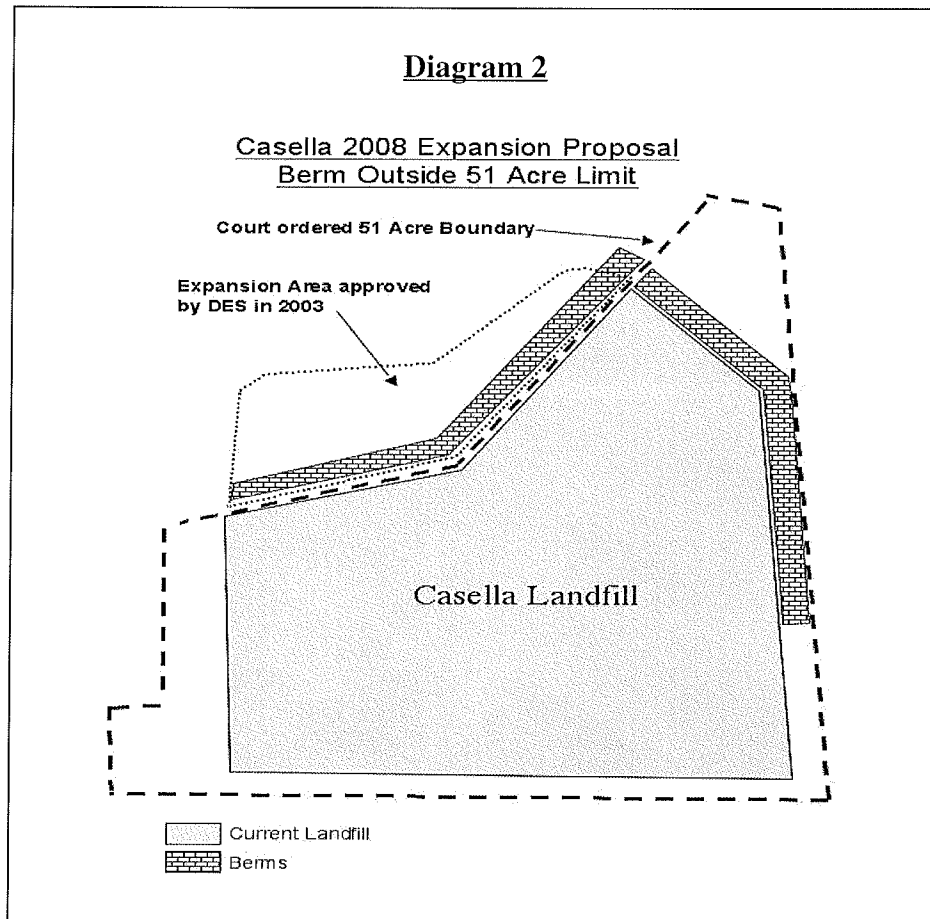 Diagram 2
Casella 2008 Expansion Proposal
Berm Outside 51 Acre Limit
Court ordered 51 Acre Boundary
Expansion Area approved
by DES in 2003
Casella Landfill
Current Landfill
Berms